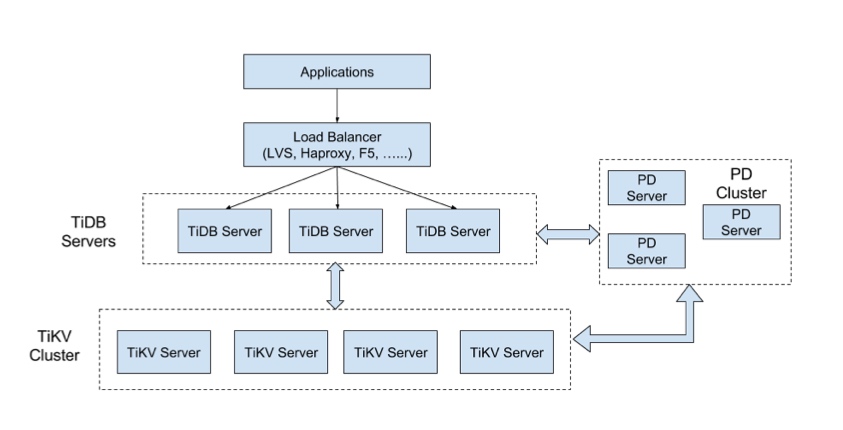 Applications
Load Balancer
(LVS, Haproxy, F5, …...)
TiDB
Servers
TiDB Server
TiDB Server
TiDB Server
PD
Cluster
PD
Server
PD
Server
PD
Server
TiKV
Cluster
TiKV Server
TiKV Server
TiKV Server
TiKV Server